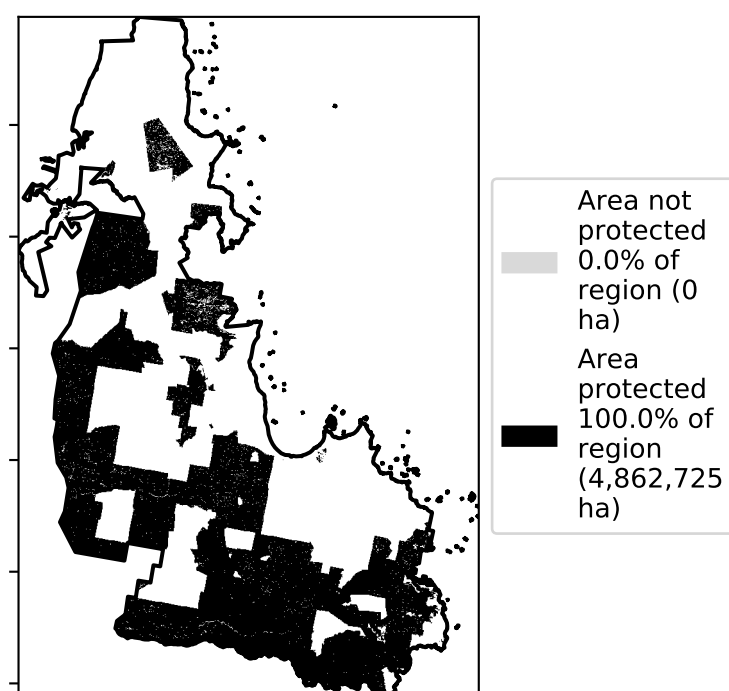 Area not
protected
0.0% of
region (0
ha)
Area
protected
100.0% of
region
(4,862,725
ha)